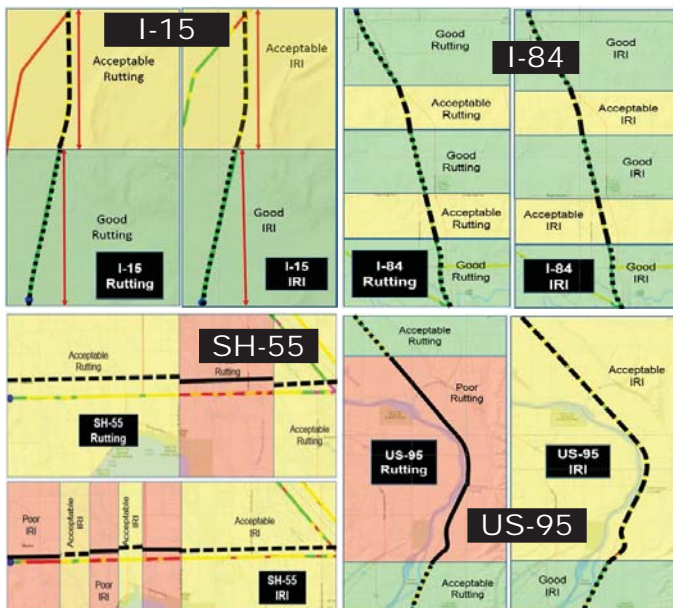 I-15
Acceptable
Rutting
Good
Rutting
I-15
Rutting
Acceptable
IRI
Good
IRI
I-15
IRI
I-84
Good
Rutting
Acceptable
Rutting
Good
Rutting
Acceptable
Rutting
Good
Rutting
I-84
Rutting
Good
IRI
Acceptable
IRI
Good
IRI
Acceptable
IRI
Good
IRI
I-84
IRI
SH-55
Acceptable
Rutting
Rutting
Acceptable
Rutting
SH-55
Rutting
Poor
IRI
Acceptable
IRI
Poor
IRI
Acceptable
IRI
Acceptable
IRI
SH-55
IRI
US-95
Acceptable
Rutting
Poor
Rutting
US-95
Rutting
Acceptable
Rutting
Acceptable
IRI
US-95
IRI
Good
IRI